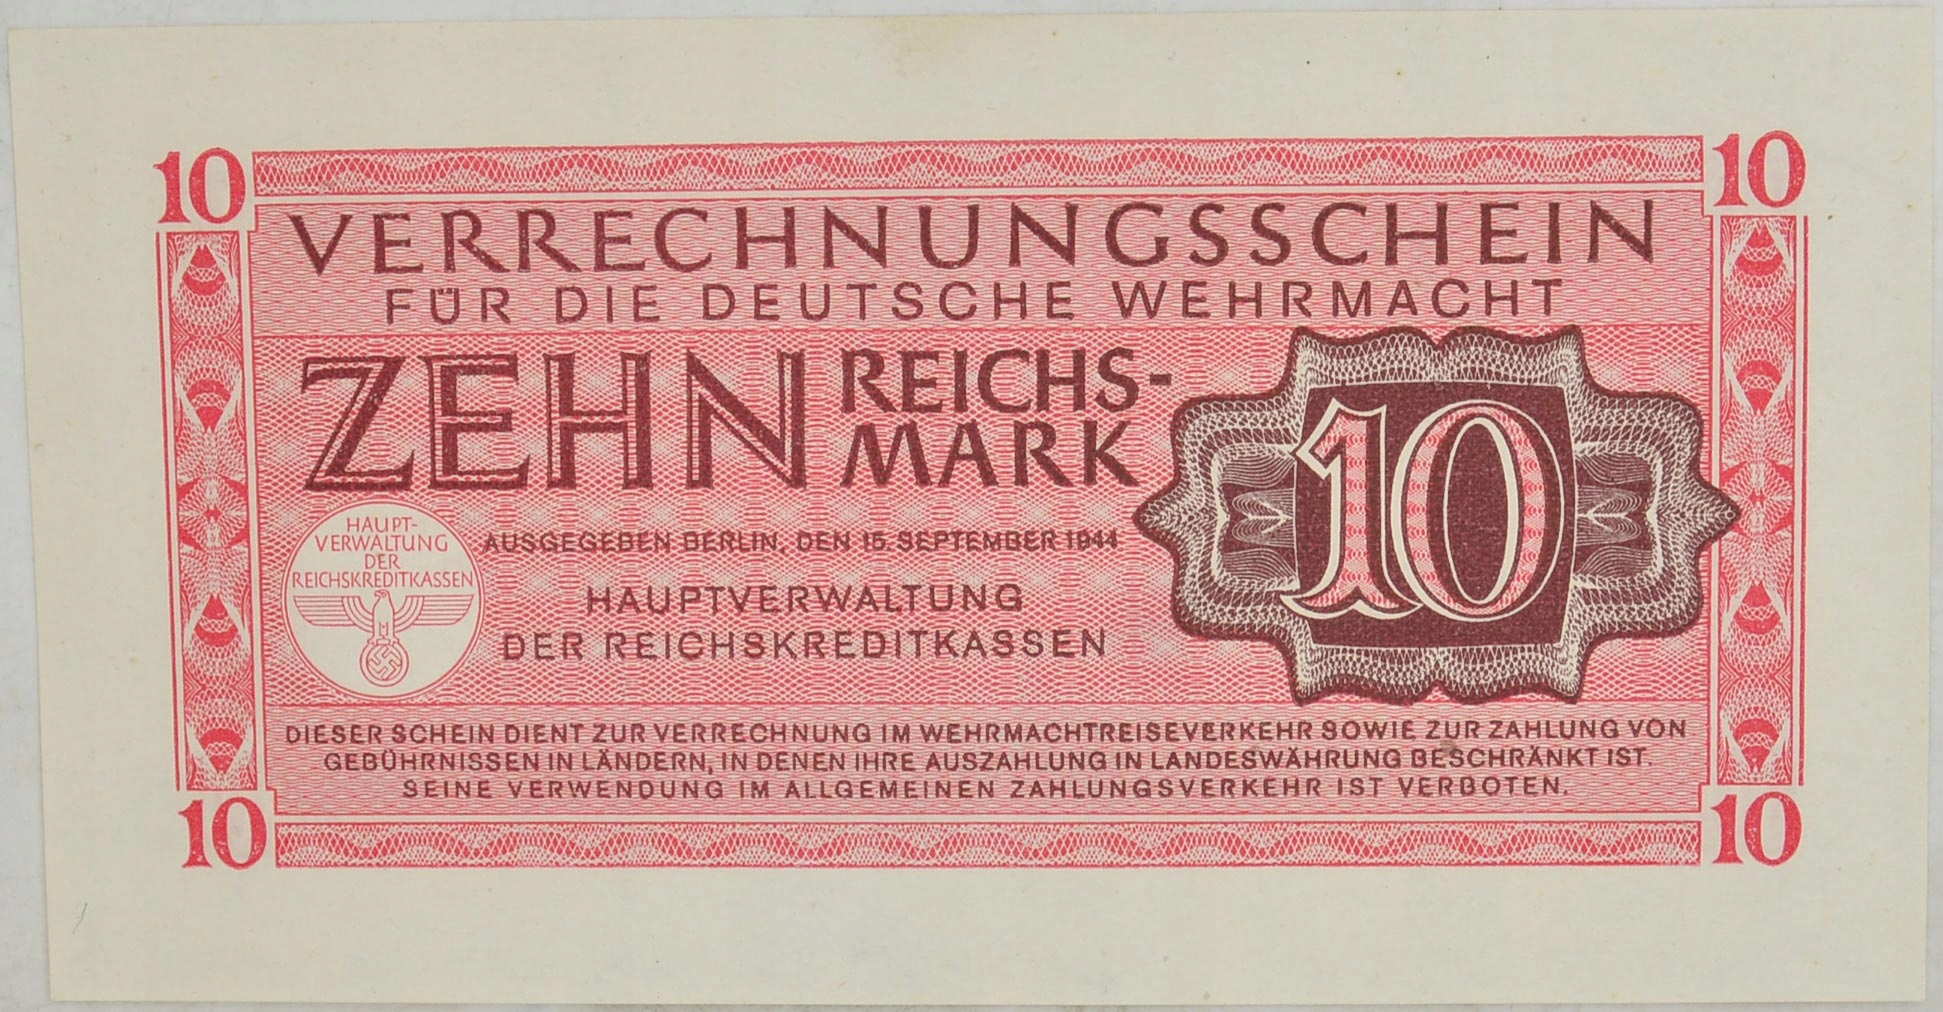 10
10
VERRECHNUNGSSCHEIN
FÜR DIE DEUTSCHE WEHRMACHT
ZEHN REICHS-
MARK
10
HAUPT-
VERWALTUNG
DER
REICHSKREDITKASSEN
AUSGEGEBEN BERLIN, DEN 15. SEPTEMBER 1944
HAUPTVERWALTUNG
DER REICHSKREDITKASSEN
DIESER SCHEIN DIENT ZUR VERRECHNUNG IM WEHRMACHTREISEVERKEHR SOWIE ZUR ZAHLUNG VON
GEBÜHRNISSEN IN LÄNDERN, IN DENEN IHRE AUSZAHLUNG IN LANDESWÄHRUNG BESCHRÄNKT IST.
SEINE VERWENDUNG IM ALLGEMEINEN ZAHLUNGSVERKEHR IST VERBOTEN.
10
10